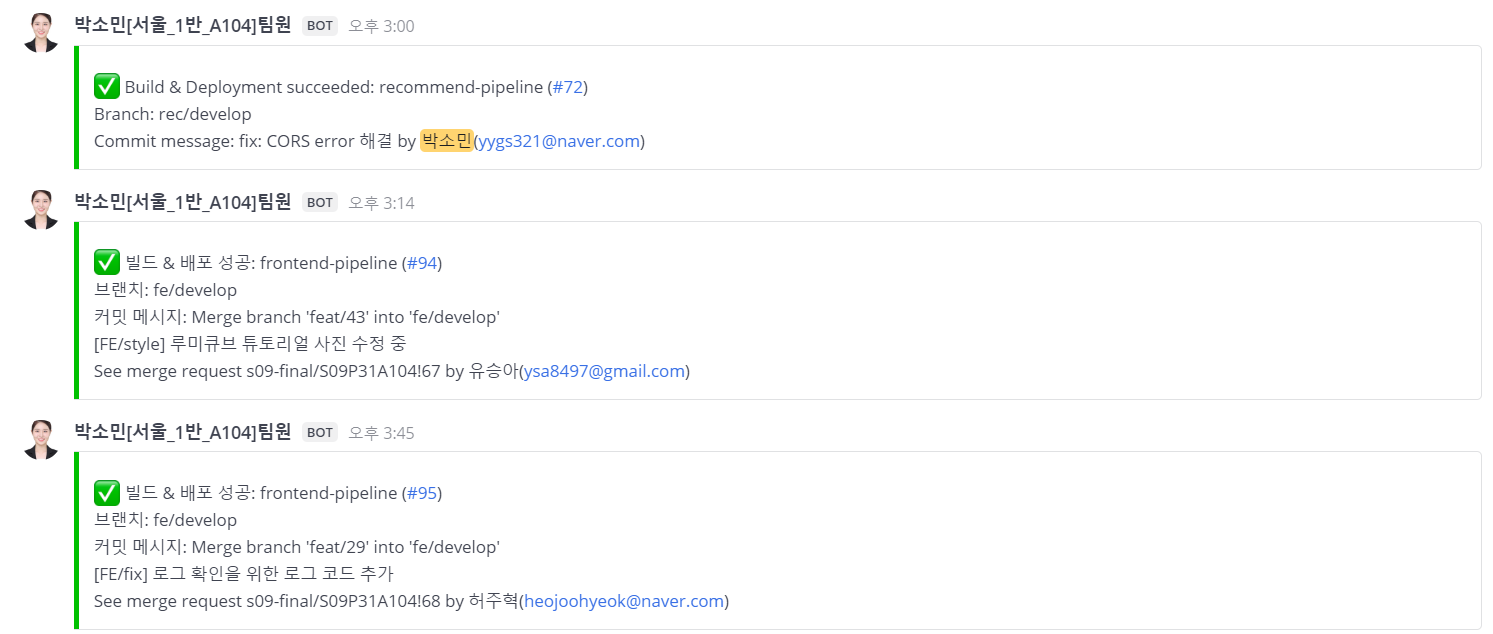 박소민[서울_1반_A104]팀원 BOT 오후 3:00
✅ Build & Deployment succeeded: recommend-pipeline (#72)
Branch: rec/develop
Commit message: fix: CORS error 해결 by 박소민(yygs321@naver.com)
박소민[서울_1반_A104]팀원 BOT 오후 3:14
✅ 빌드 & 배포 성공: frontend-pipeline (#94)
브랜치: fe/develop
커밋 메시지: Merge branch 'feat/43' into 'fe/develop'
[FE/style] 루미큐브 튜토리얼 사진 수정 중
See merge request s09-final/S09P31A104!67 by 유승아(ysa8497@gmail.com)
박소민[서울_1반_A104]팀원 BOT 오후 3:45
✅ 빌드 & 배포 성공: frontend-pipeline (#95)
브랜치: fe/develop
커밋 메시지: Merge branch 'feat/29' into 'fe/develop'
[FE/fix] 로그 확인을 위한 로그 코드 추가
See merge request s09-final/S09P31A104!68 by 허주혁(heojoohyeok@naver.com)